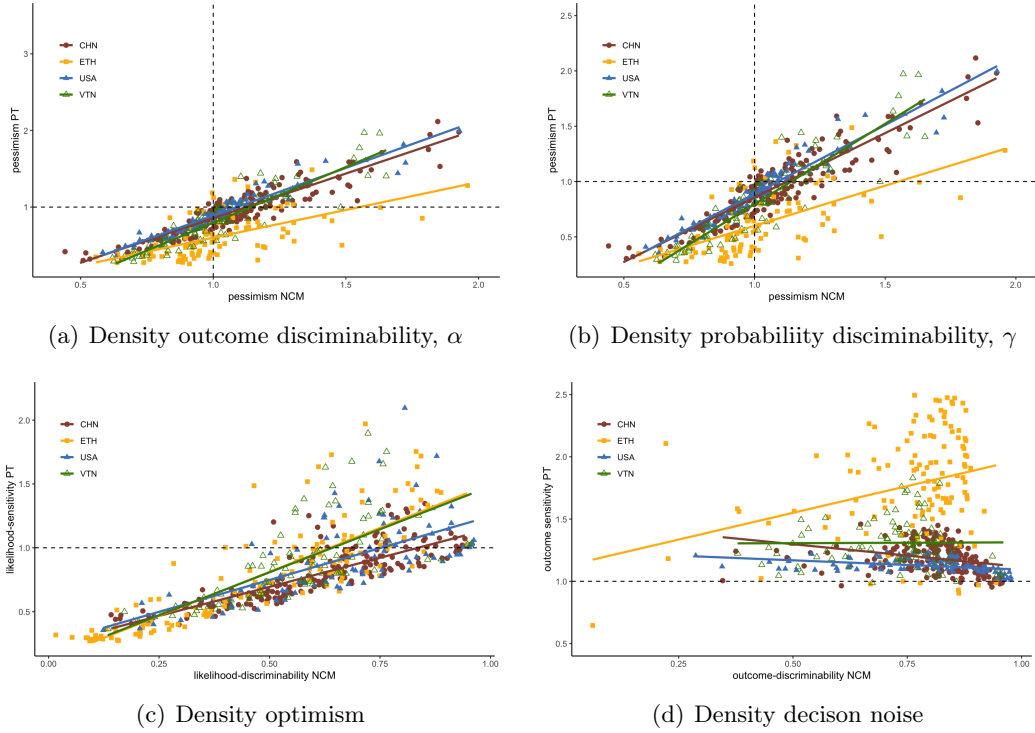 3
2
1
pessimism PT
CHN
ETH
USA
VTN
0.5 1.0 1.5 2.0
pessimism NCM
(a) Density outcome disciminability, α
2.5
2.0
1.5
1.0
0.5
pessimism PT
CHN
ETH
USA
VTN
0.5 1.0 1.5 2.0
pessimism NCM
(b) Density probabiliity disciminability, γ
2.0
1.5
1.0
0.5
likelihood-sensitivity PT
CHN
ETH
USA
VTN
0.00 0.25 0.50 0.75 1.00
likelihood-discriminability NCM
(c) Density optimism
2.5
2.0
1.5
1.0
0.5
outcome sensitivity PT
CHN
ETH
USA
VTN
0.25 0.50 0.75 1.00
outcome-discriminability NCM
(d) Density decison noise